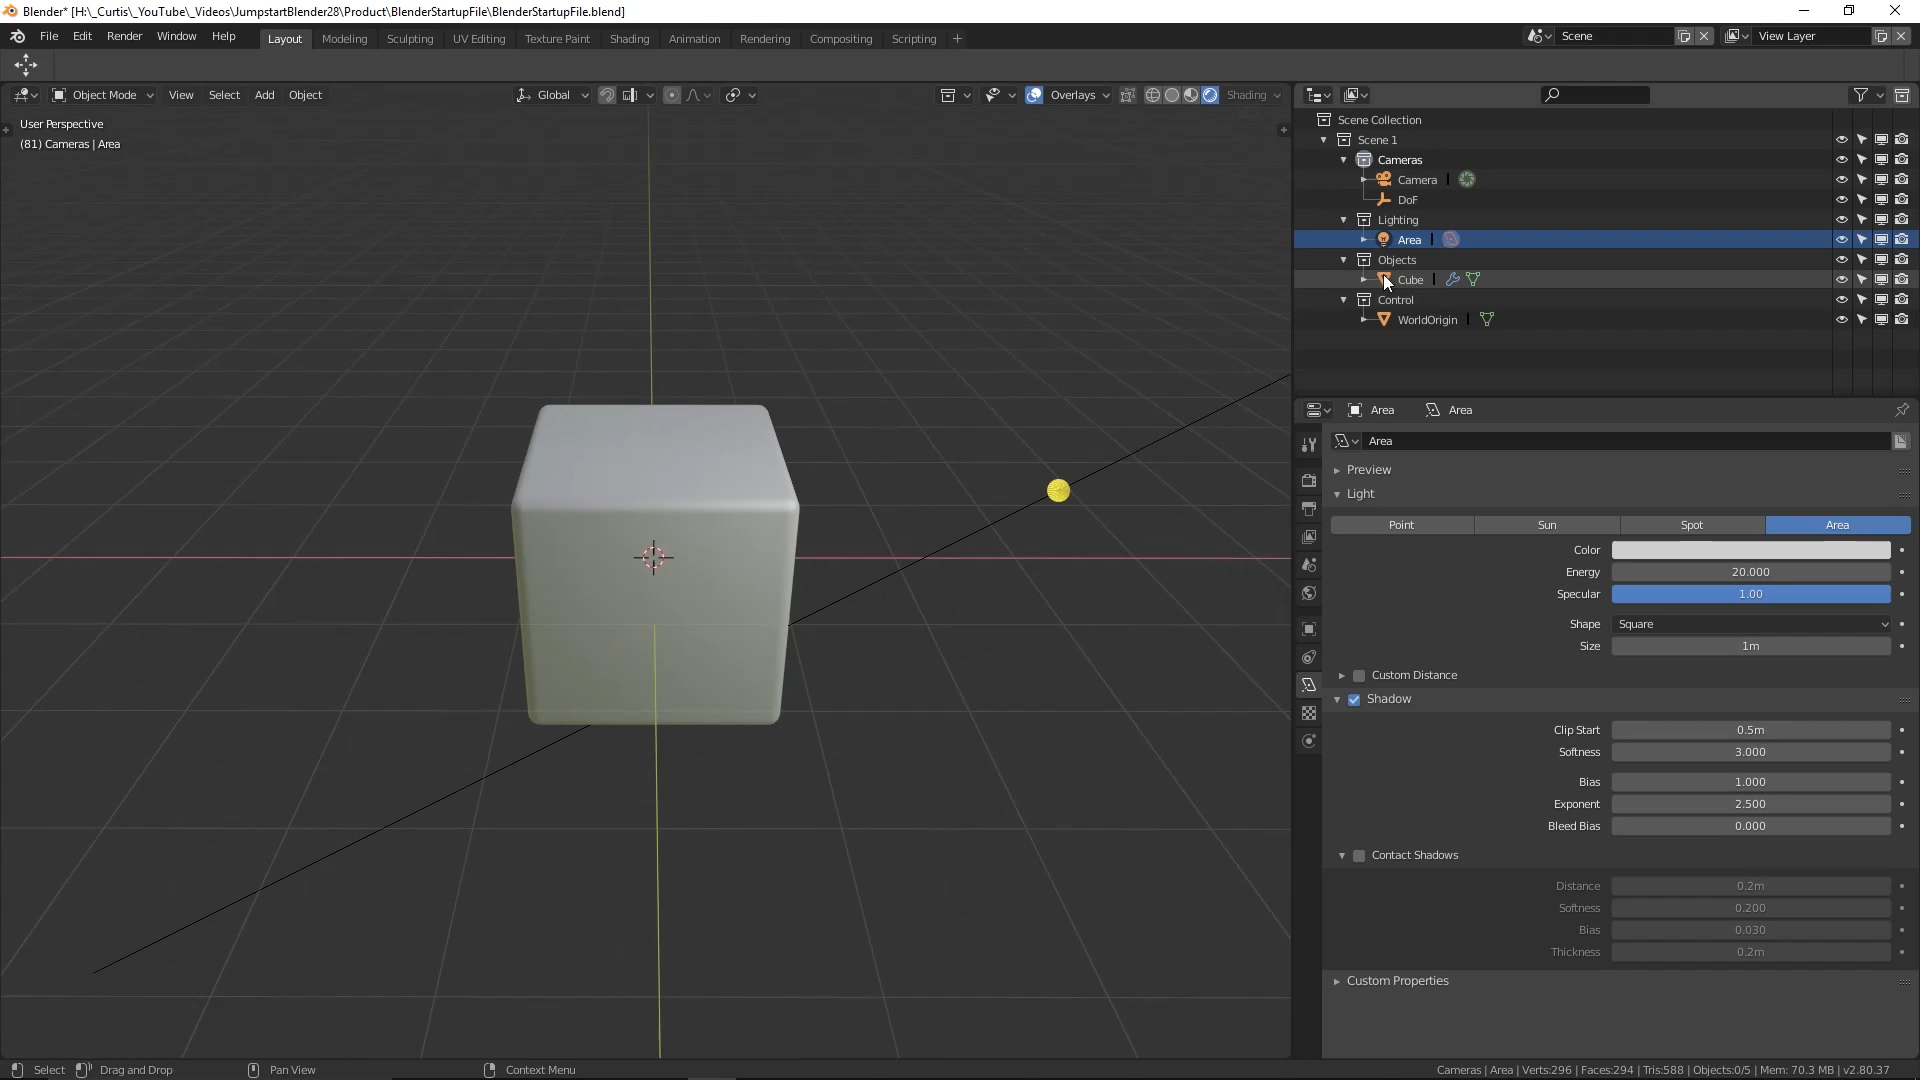 Blender* [H:\_Curtis\_YouTube\_Videos\JumpstartBlender28\Product\BlenderStartupFile\BlenderStartupFile.blend]
File Edit Render Window Help Layout Modeling Sculpting UV Editing Texture Paint Shading Animation Rendering Compositing Scripting + Scene View Layer
Object Mode View Select Add Object Global Overlays Shading
User Perspective
(81) Cameras | Area
Scene Collection
Scene 1
Cameras
Camera
DoF
Lighting
Area
Objects
Cube
Control
WorldOrigin
Area Area
Area
Preview
Light
Point Sun Spot Area
Color
Energy 20.000
Specular 1.00
Shape Square
Size 1m
Custom Distance
Shadow
Clip Start 0.5m
Softness 3.000
Bias 1.000
Exponent 2.500
Bleed Bias 0.000
Contact Shadows
Distance 0.2m
Softness 0.200
Bias 0.030
Thickness 0.2m
Custom Properties
Select Drag and Drop Pan View Context Menu Cameras | Area | Verts:296 | Faces:294 | Tris:588 | Objects:0/5 | Mem: 70.3 MB | v2.80.37